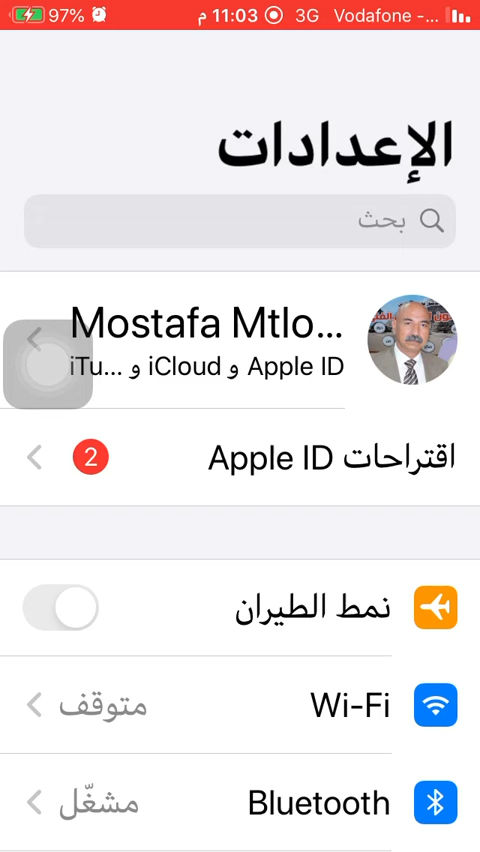 97% 11:03 م 3G Vodafone -...
الإعدادات
بحث
Mostafa Mtlo...
Apple ID و iCloud و iTu...
اقتراحات Apple ID 2
نمط الطيران
Wi-Fi متوقف
Bluetooth مشغّل